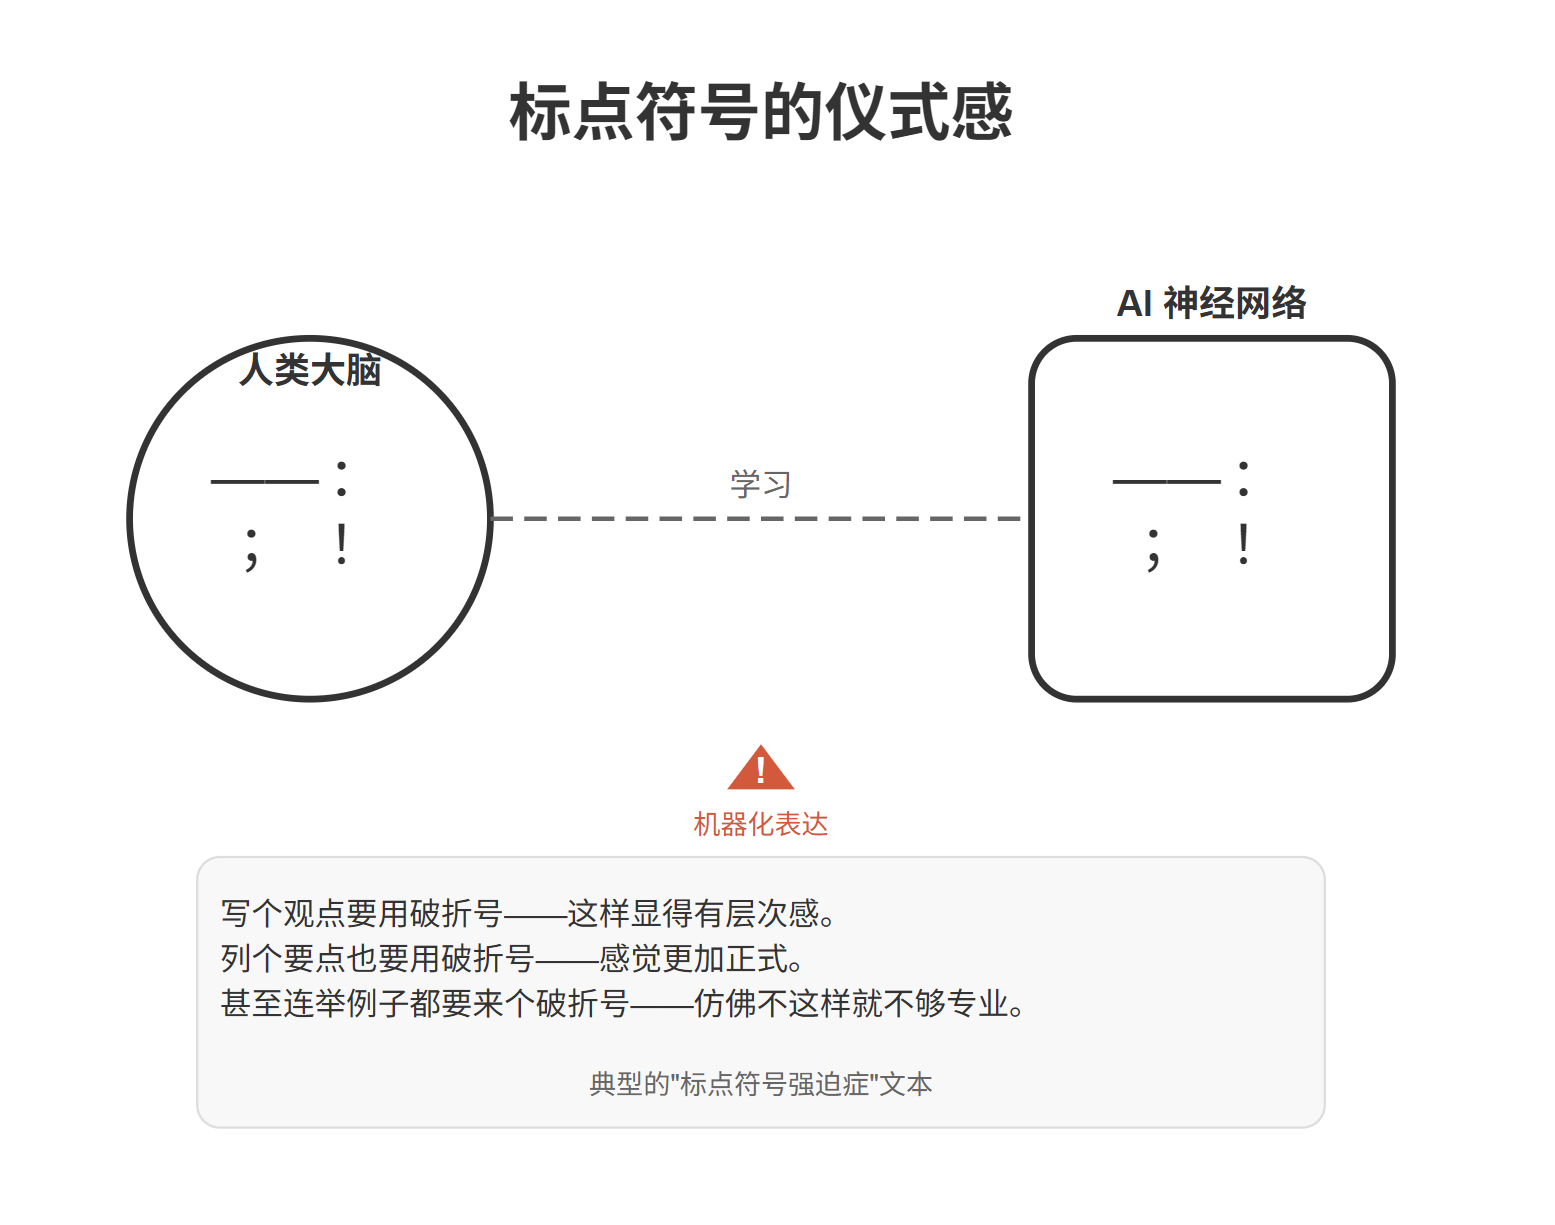 标点符号的仪式感
AI 神经网络
人类大脑
——：
；！
学习
——：
；！
!
机器化表达
写个观点要用破折号——这样显得有层次感。
列个要点也要用破折号——感觉更加正式。
甚至连举例子都要来个破折号——仿佛不这样就不够专业。
典型的"标点符号强迫症"文本